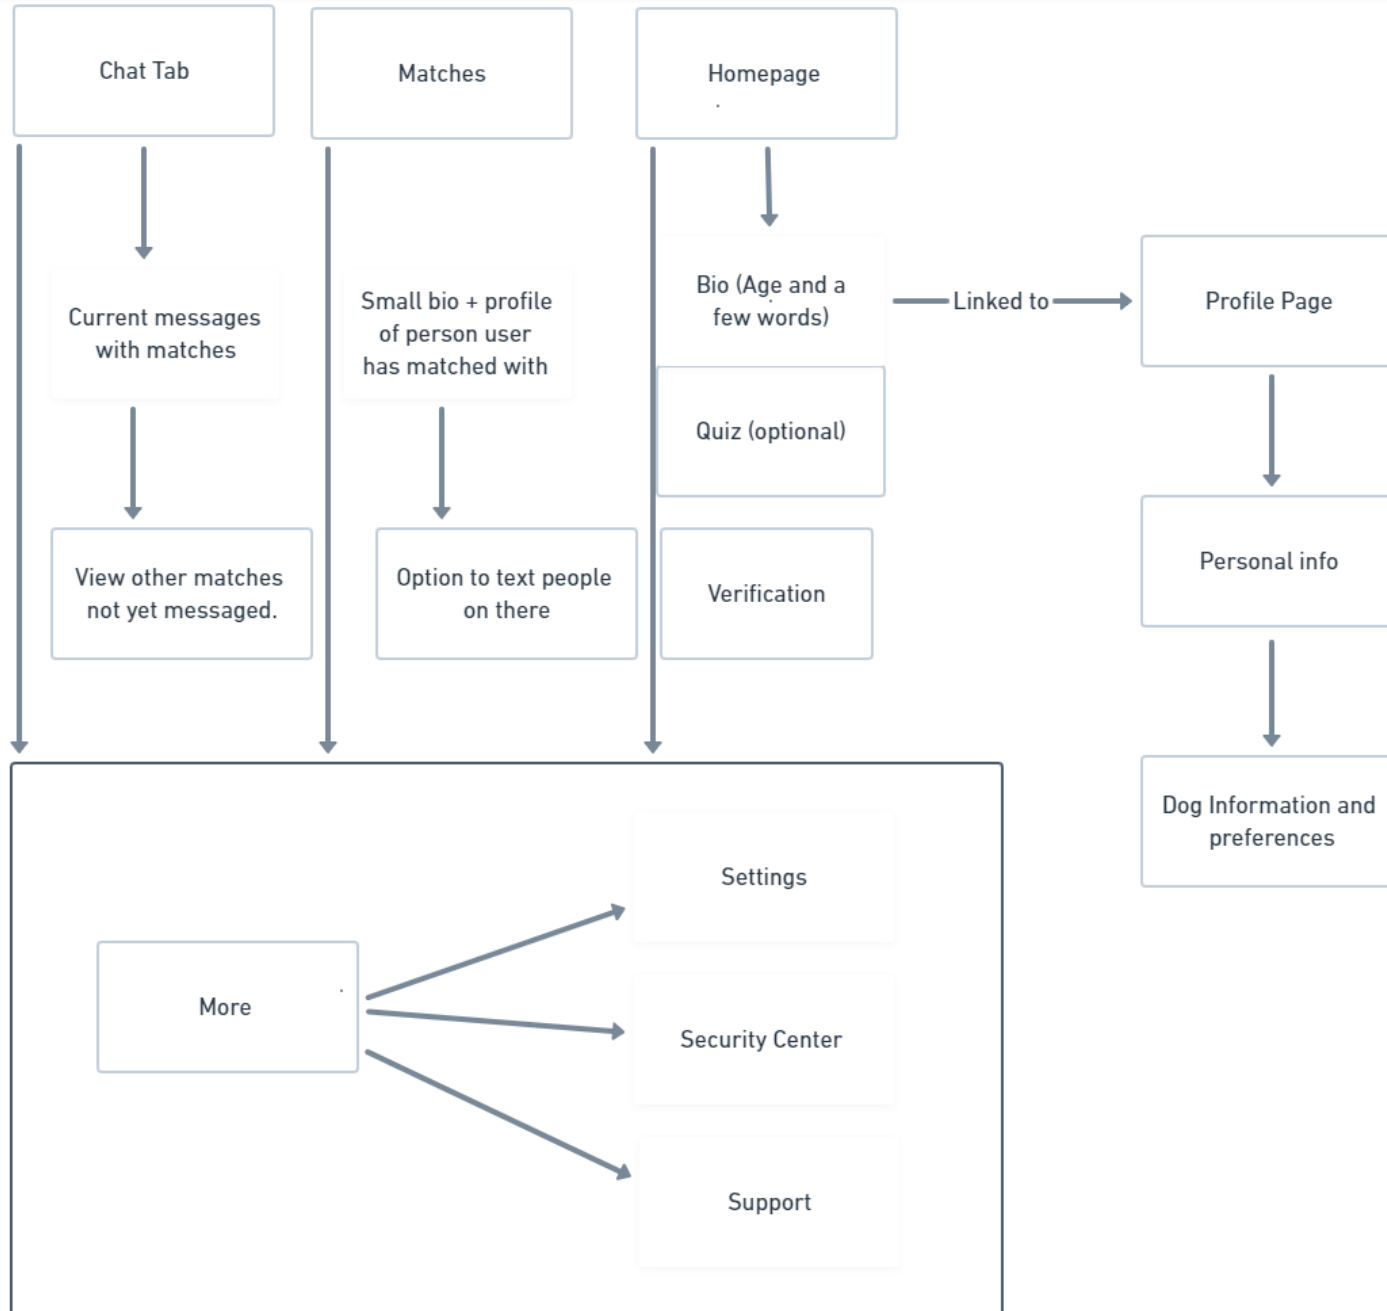 Chat Tab
Matches
Homepage
Current messages
with matches
Small bio + profile
of person user
has matched with
Bio (Age and a
few words)
Linked to
Profile Page
Quiz (optional)
View other matches
not yet messaged.
Option to text people
on there
Verification
Personal info
Dog Information and
preferences
More
Settings
Security Center
Support